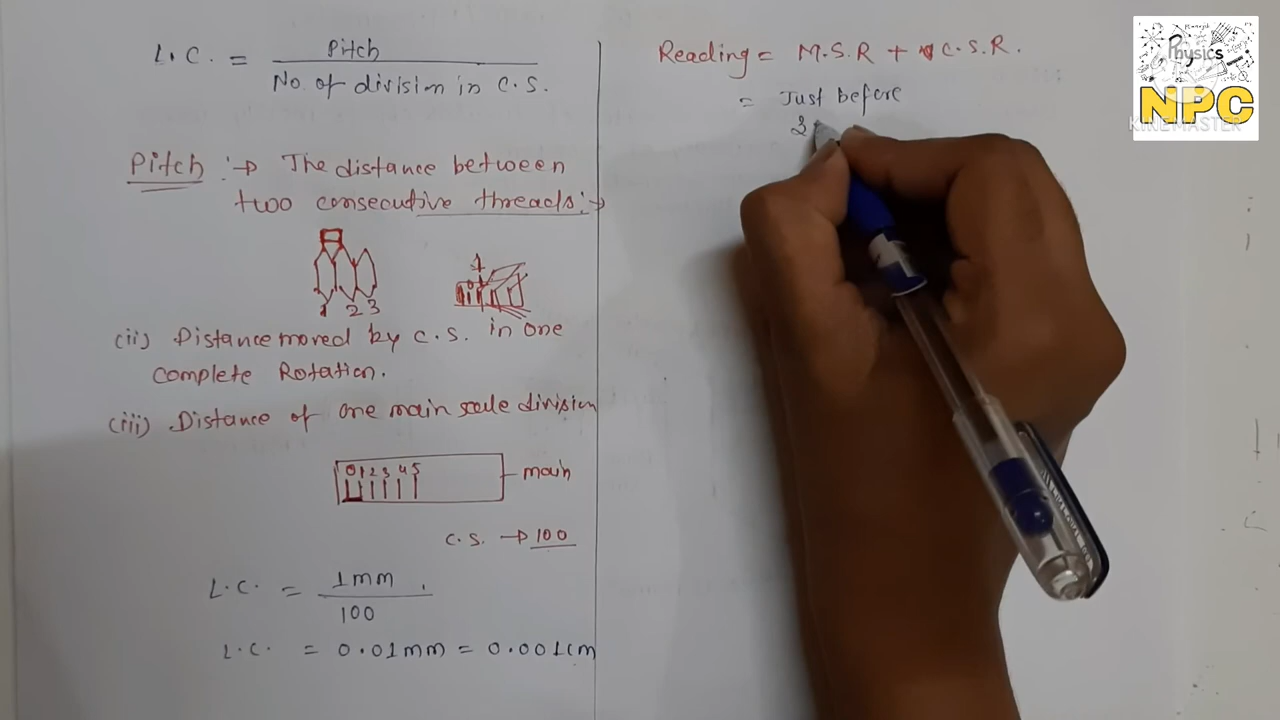 L.C. = Pitch
No. of division in C.S.
Pitch :→ The distance between
two consecutive threads:→
1 2 3
1
(ii) Distance moved by C.S. in one
complete Rotation.
(iii) Distance of one main scale division
0 1 2 3 4 5
main
C.S. → 100
L.C. = 1mm
100
L.C. = 0.01mm = 0.001cm
Reading = M.S.R + C.S.R.
= Just before
Physics
NPC
KINEMASTER